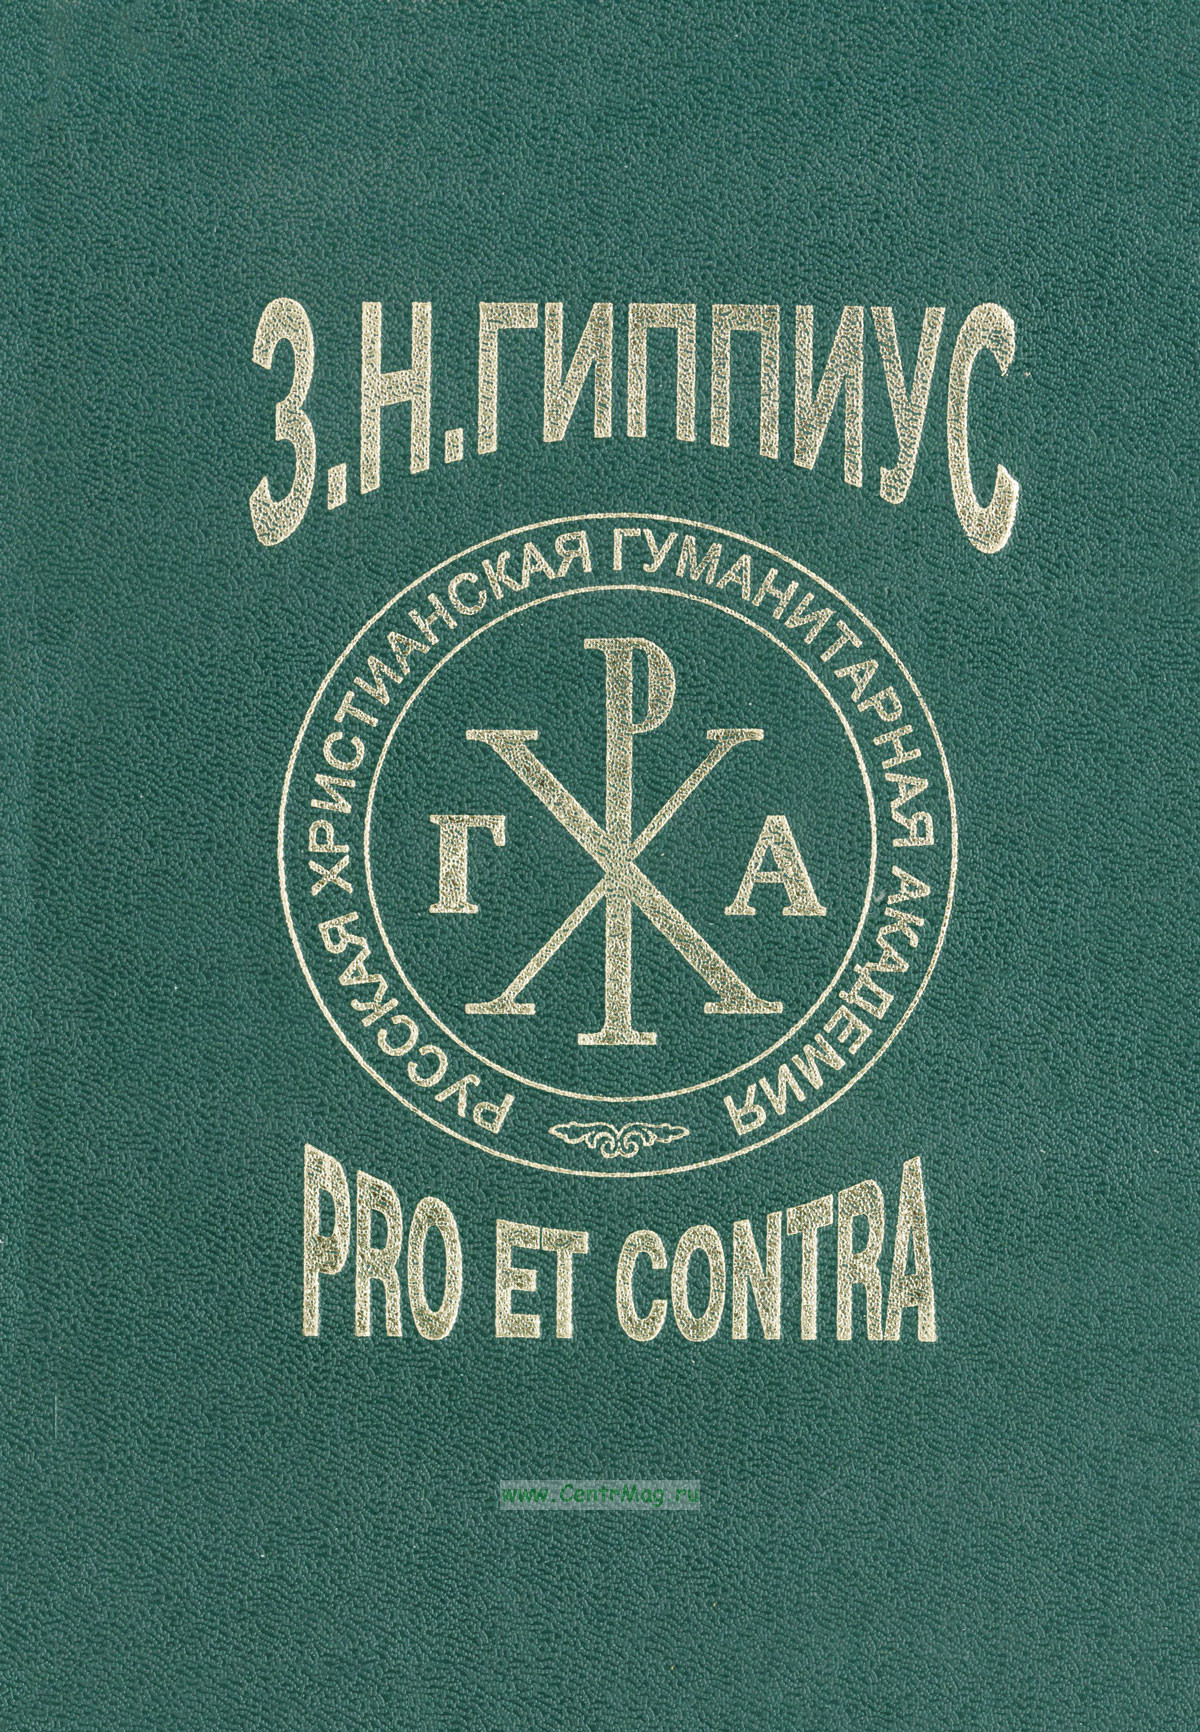 З.Н.ГИППИУС
РУССКАЯ ХРИСТИАНСКАЯ ГУМАНИТАРНАЯ АКАДЕМИЯ
Р
Х
Г А
PRO ET CONTRA
www.CentrMag.ru